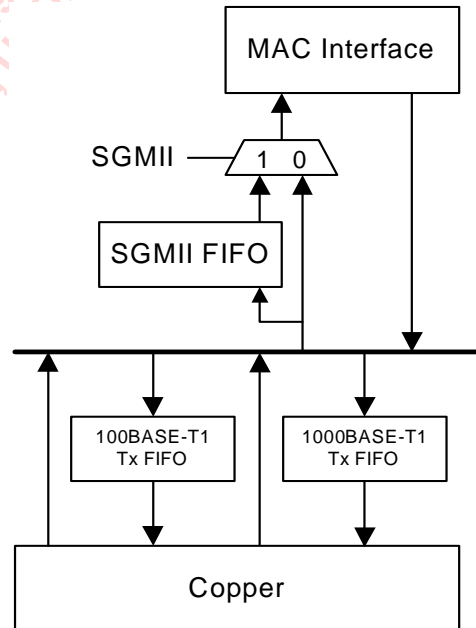 MAC Interface
SGMII
1 0
SGMII FIFO
100BASE-T1
Tx FIFO
1000BASE-T1
Tx FIFO
Copper